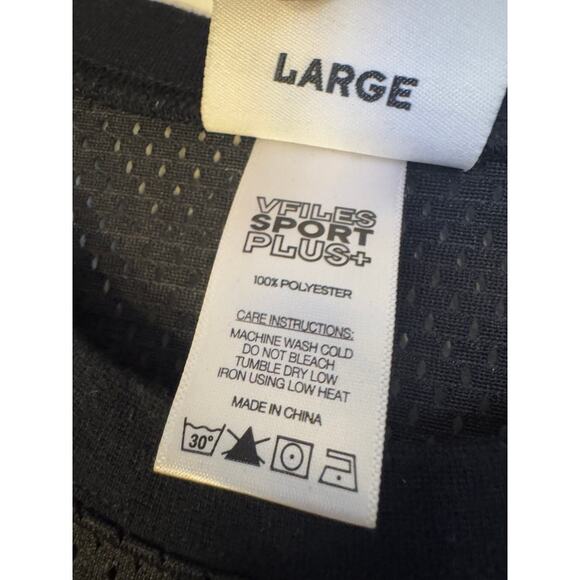 LARGE
VFILES
SPORT
PLUS+
100% POLYESTER
CARE INSTRUCTIONS:
MACHINE WASH COLD
DO NOT BLEACH
TUMBLE DRY LOW
IRON USING LOW HEAT
MADE IN CHINA
30°